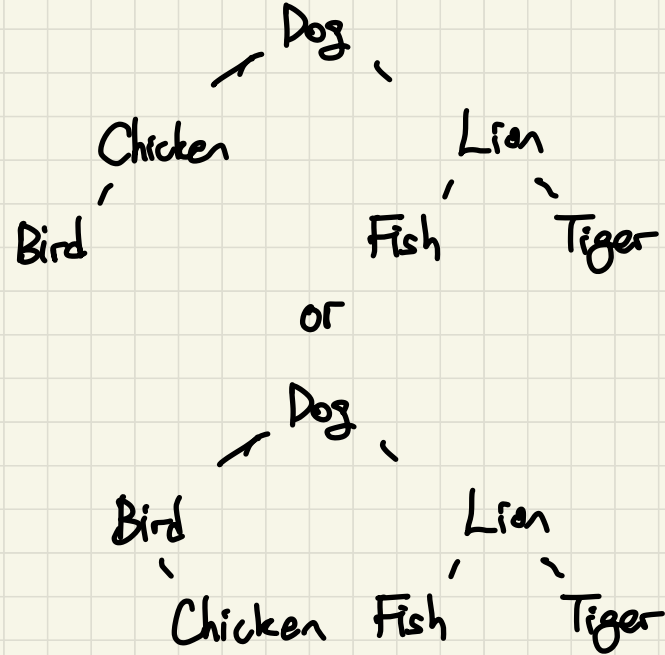 Dog
Chicken Lion
Bird Fish Tiger
or
Dog
Bird Lion
Chicken Fish Tiger